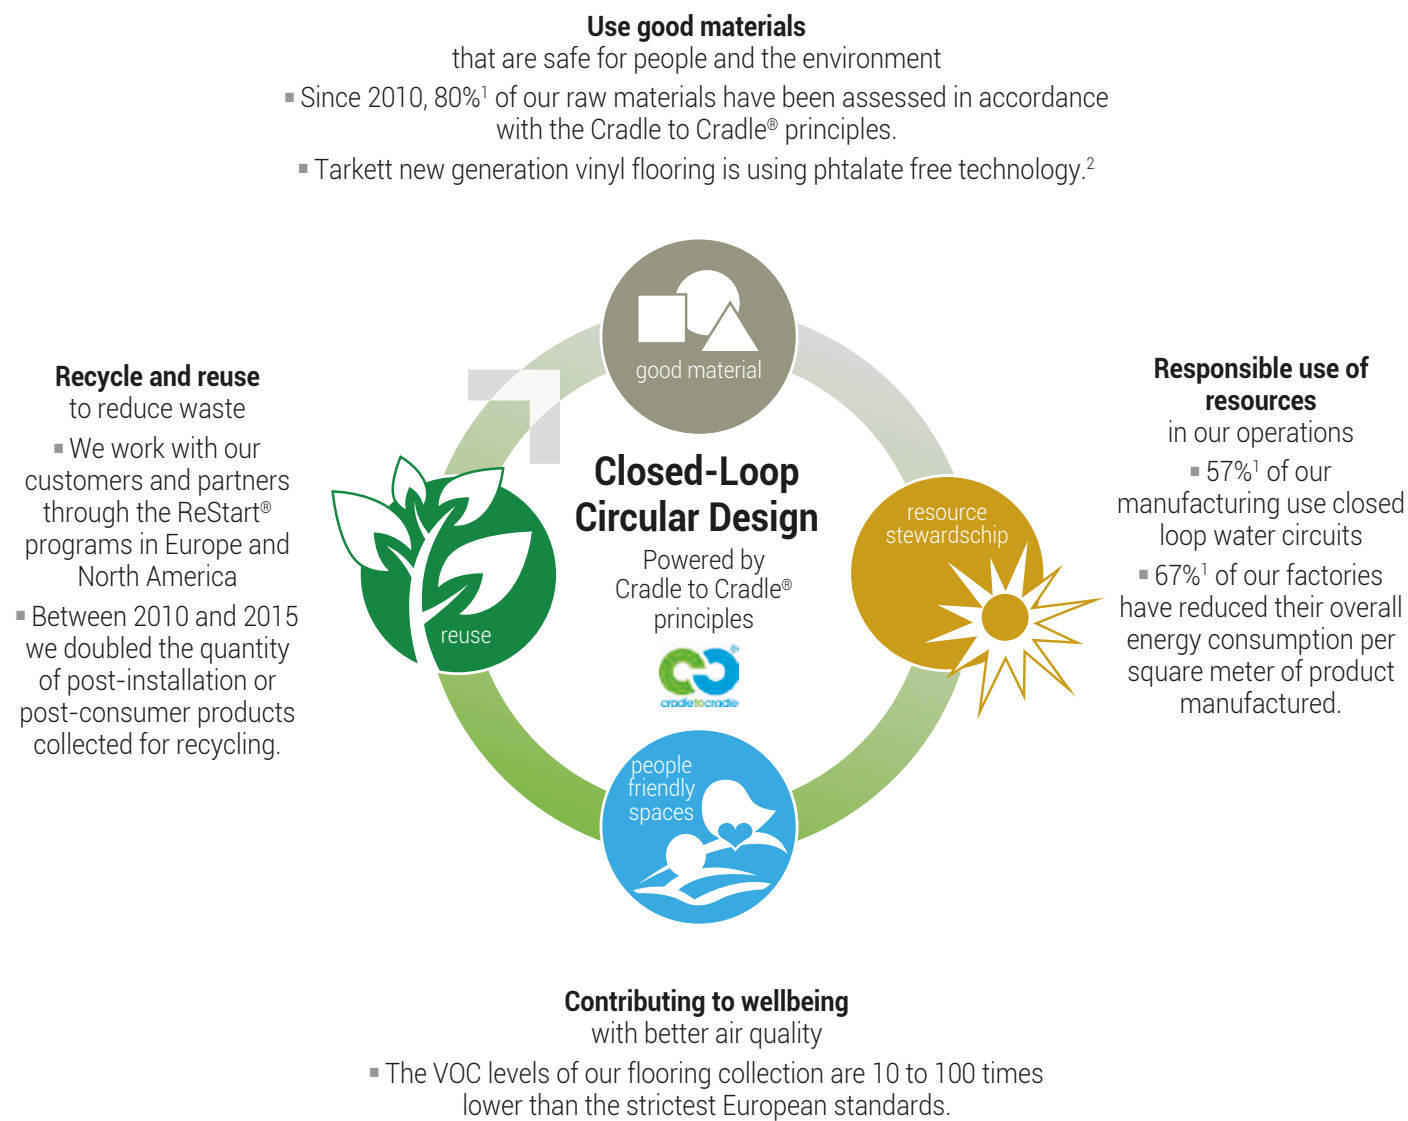 Use good materials
that are safe for people and the environment
▪ Since 2010, 80%¹ of our raw materials have been assessed in accordance
with the Cradle to Cradle® principles.
▪ Tarkett new generation vinyl flooring is using phtalate free technology.²
good material
Recycle and reuse
to reduce waste
▪ We work with our
customers and partners
through the ReStart®
programs in Europe and
North America
▪ Between 2010 and 2015
we doubled the quantity
of post-installation or
post-consumer products
collected for recycling.
reuse
Closed-Loop
Circular Design
Powered by
Cradle to Cradle®
principles
®
cradletocradle
resource
stewardschip
Responsible use of
resources
in our operations
▪ 57%¹ of our
manufacturing use closed
loop water circuits
▪ 67%¹ of our factories
have reduced their overall
energy consumption per
square meter of product
manufactured.
people
friendly
spaces
Contributing to wellbeing
with better air quality
▪ The VOC levels of our flooring collection are 10 to 100 times
lower than the strictest European standards.